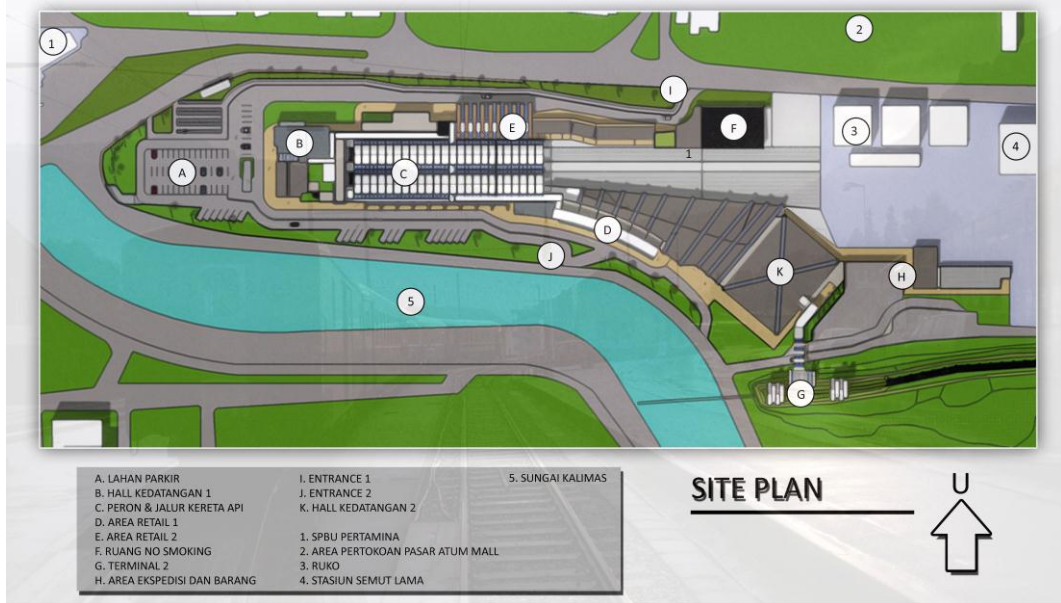 1
2
I
B
E
F
3
4
A
C
1
D
J
K
H
5
G
A. LAHAN PARKIR
B. HALL KEDATANGAN 1
C. PERON & JALUR KERETA API
D. AREA RETAIL 1
E. AREA RETAIL 2
F. RUANG NO SMOKING
G. TERMINAL 2
H. AREA EKSPEDISI DAN BARANG
I. ENTRANCE 1
J. ENTRANCE 2
K. HALL KEDATANGAN 2
1. SPBU PERTAMINA
2. AREA PERTOKOAN PASAR ATUM MALL
3. RUKO
4. STASIUN SEMUT LAMA
5. SUNGAI KALIMAS
SITE PLAN
U